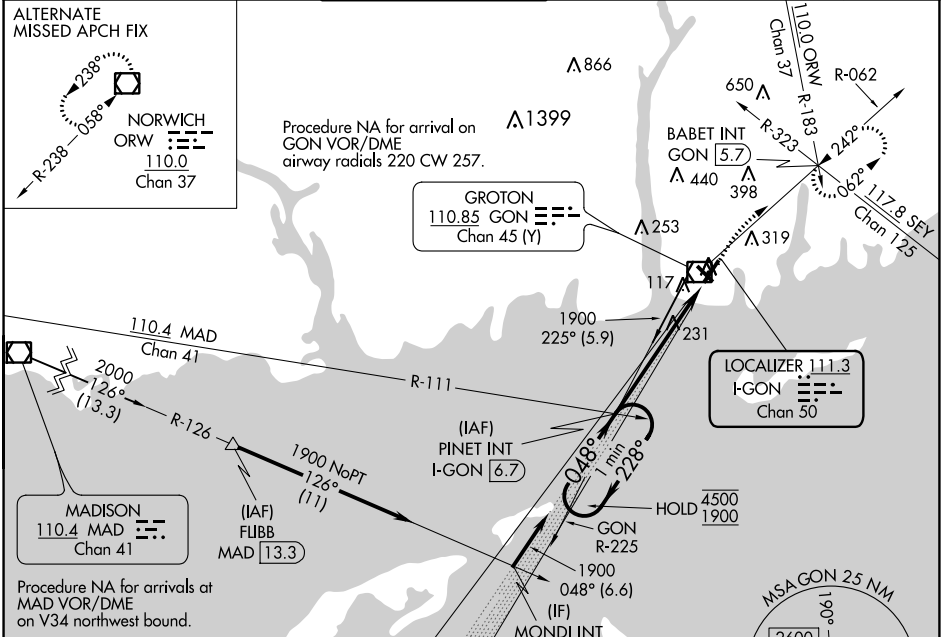 ALTERNATE
MISSED APCH FIX
238°
058°
R-238
NORWICH
ORW
110.0
Chan 37
866
1399
Procedure NA for arrival on
GON VOR/DME
airway radials 220 CW 257.
110.0 ORW
Chan 37
R-183
R-062
650
R-323
BABET INT
GON 5.7
242°
062°
440
398
117.8 SEY
Chan 125
GROTON
110.85 GON
Chan 45 (Y)
253
319
117
1900
225° (5.9)
231
110.4 MAD
Chan 41
R-111
LOCALIZER 111.3
I-GON
Chan 50
2000
126°
(13.3)
R-126
(IAF)
PINET INT
I-GON 6.7
048°
1 min
228°
1900 NoPT
126°
(11)
HOLD 4500
1900
MADISON
110.4 MAD
Chan 41
(IAF)
FLIBB
MAD 13.3
GON
R-225
1900
048° (6.6)
(IF)
MONDI INT
Procedure NA for arrivals at
MAD VOR/DME
on V34 northwest bound.
MSA GON 25 NM
190°
2600